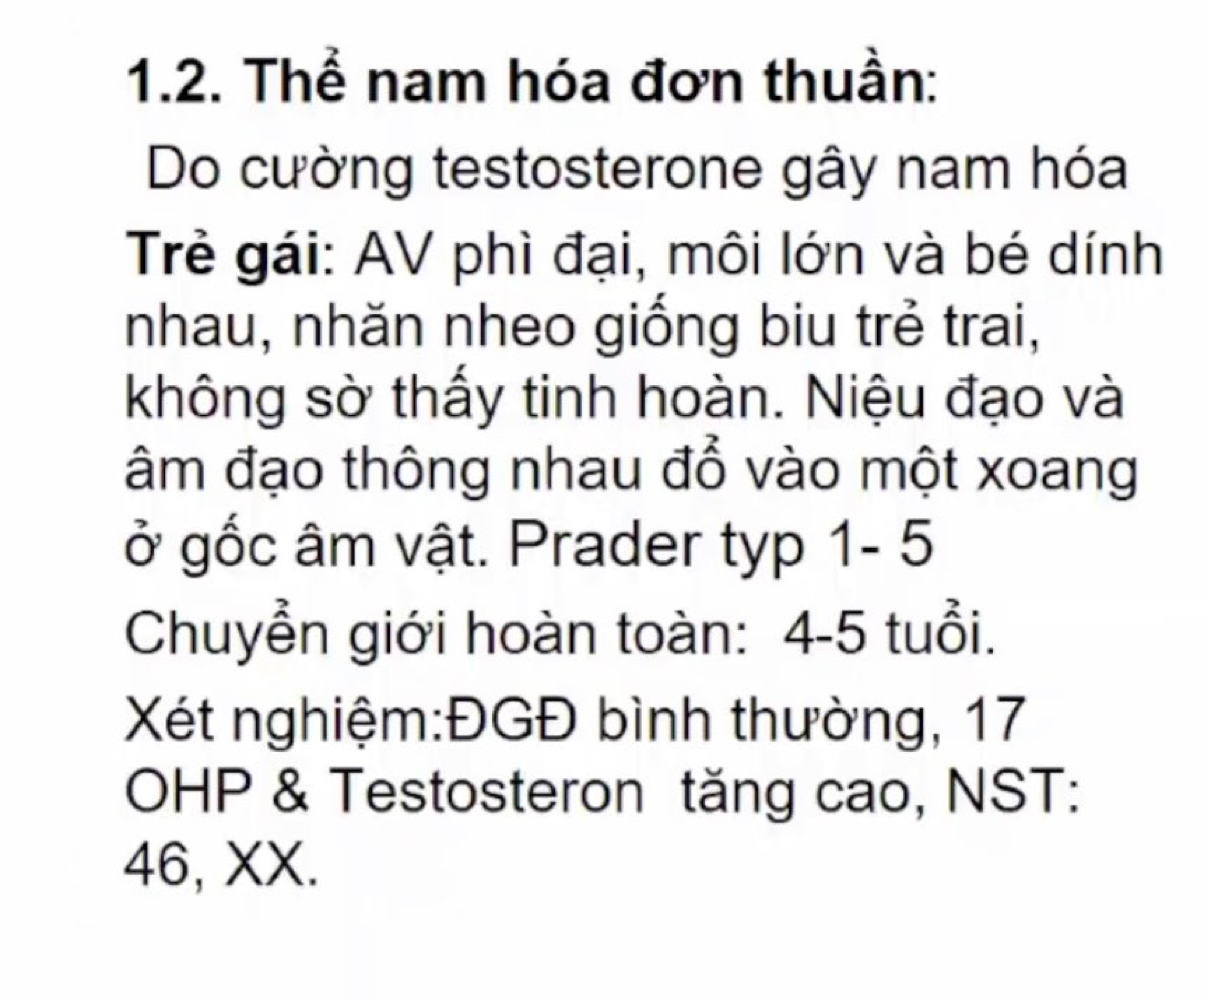 1.2. Thể nam hóa đơn thuần:
Do cường testosterone gây nam hóa
Trẻ gái: AV phì đại, môi lớn và bé dính
nhau, nhăn nheo giống biu trẻ trai,
không sờ thấy tinh hoàn. Niệu đạo và
âm đạo thông nhau đổ vào một xoang
ở gốc âm vật. Prader typ 1- 5
Chuyển giới hoàn toàn: 4-5 tuổi.
Xét nghiệm:ĐGĐ bình thường, 17
OHP & Testosteron tăng cao, NST:
46, XX.